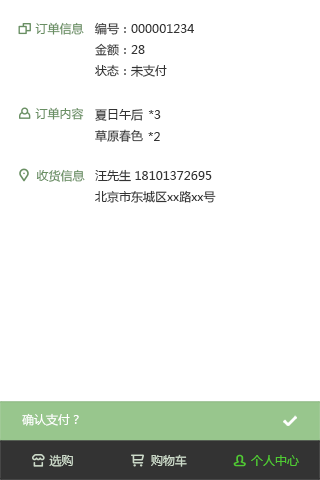 订单信息 编号：000001234
金额：28
状态：未支付
订单内容 夏日午后 *3
草原春色 *2
收货信息 汪先生 18101372695
北京市东城区xx路xx号
确认支付？
选购 购物车 个人中心